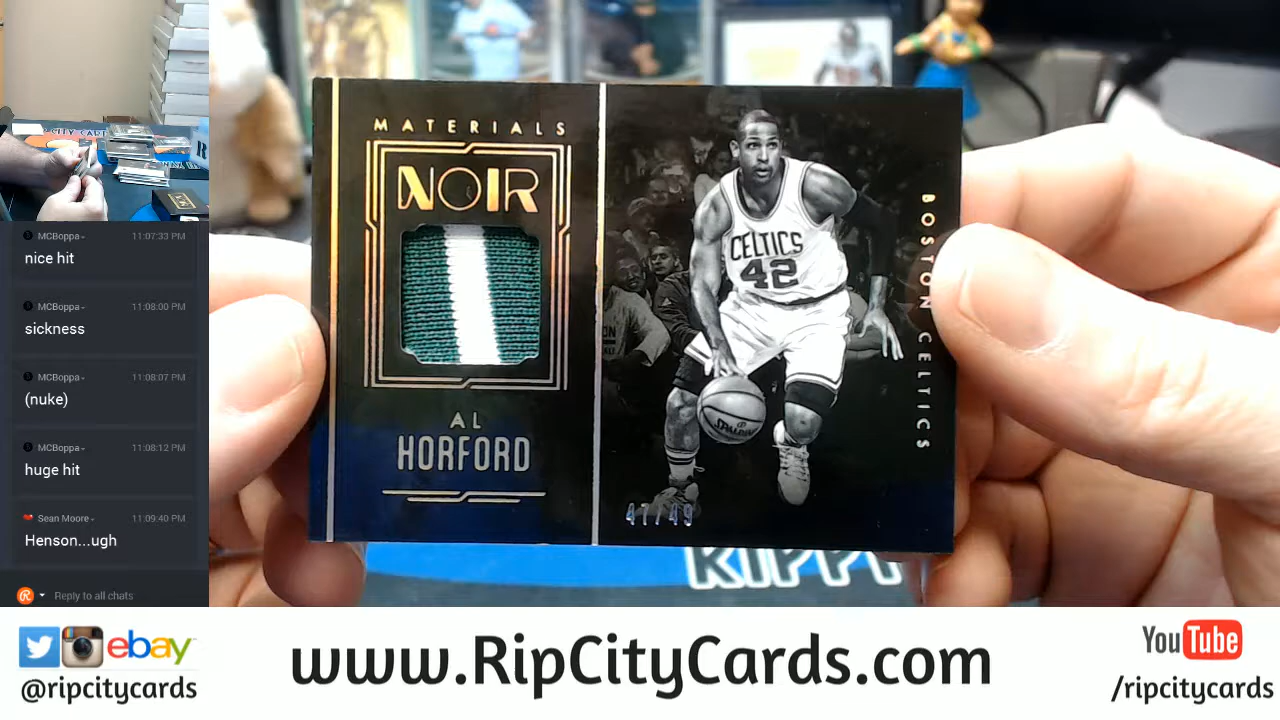 MCBoppa
11:07:33 PM
nice hit
MCBoppa
11:08:00 PM
sickness
MCBoppa
11:08:07 PM
(nuke)
MCBoppa
11:08:12 PM
huge hit
Sean Moore
11:09:40 PM
Henson...ugh
Reply to all chats
MATERIALS
NOIR
AL
HORFORD
CELTICS
42
SPALDING
47/49
BOSTON CELTICS
ebay
@ripcitycards
www.RipCityCards.com
YouTube
/ripcitycards